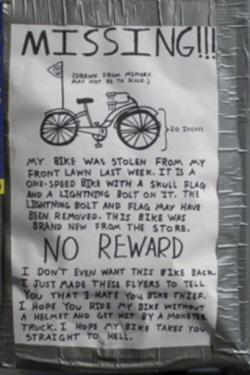 MISSING!!!
(DRAWN FROM MEMORY.
MAY NOT BE TO SCALE.)
20 INCHES
MY BIKE WAS STOLEN FROM MY
FRONT LAWN LAST WEEK. IT IS A
ONE-SPEED BIKE WITH A SKULL FLAG
AND A LIGHTNING BOLT ON IT. THE
LIGHTNING BOLT AND FLAG MAY HAVE
BEEN REMOVED. THIS BIKE WAS
BRAND NEW FROM THE STORE.
NO REWARD
I DON'T EVEN WANT THIS BIKE BACK.
I JUST MADE THESE FLYERS TO TELL
YOU THAT I HATE YOU BIKE THIEF.
I HOPE YOU RIDE MY BIKE WITHOUT
A HELMET AND GET HIT BY A MONSTER
TRUCK. I HOPE MY BIKE TAKES YOU
STRAIGHT TO HELL.